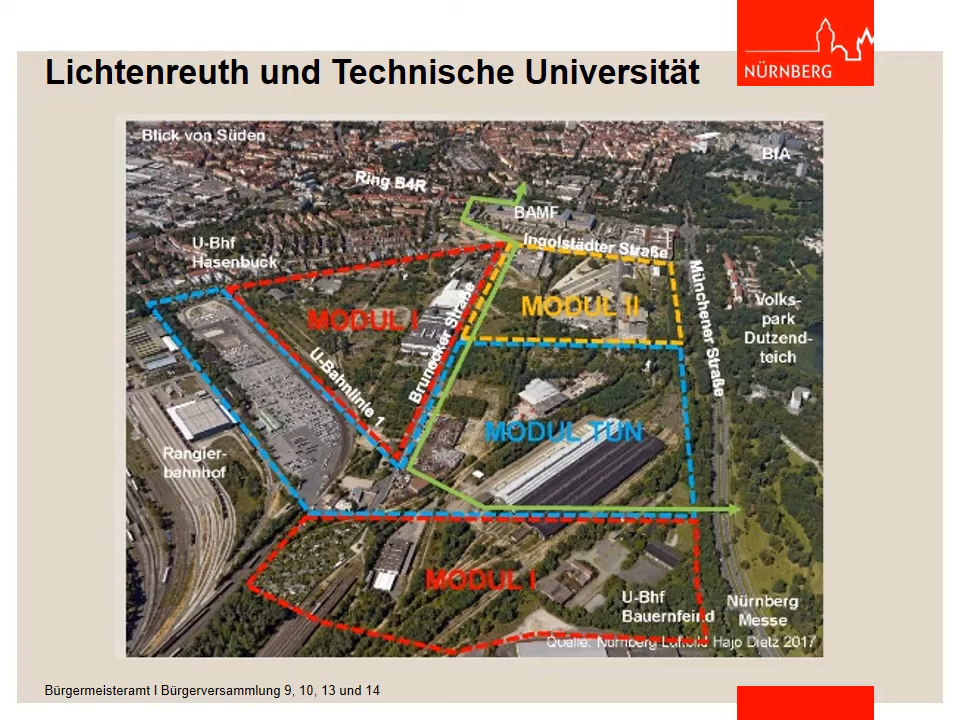 NÜRNBERG
Lichtenreuth und Technische Universität
Blick von Süden
BfA
Ring B4R
BAMF
U-Bhf
Hasenbuck
Ingolstädter Straße
MODUL I
Brunecker Straße
MODUL II
Münchener Straße
Volks-
park
Dutzend-
teich
U-Bahnlinie 1
MODUL TUN
Rangier-
bahnhof
MODUL I
U-Bhf
Bauernfeind
Nürnberg
Messe
Quelle: Nürnberg Luftbild Hajo Dietz 2017
Bürgermeisteramt I Bürgerversammlung 9, 10, 13 und 14